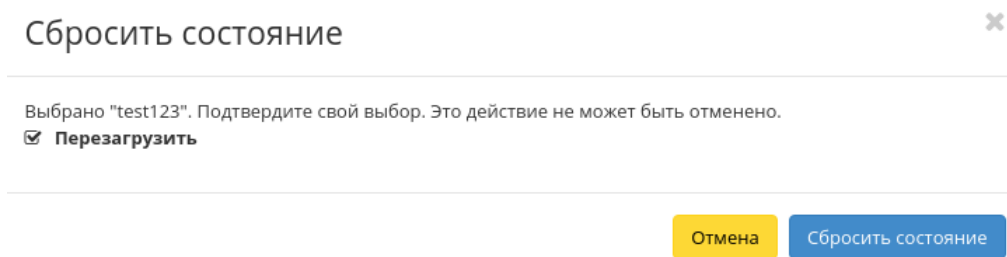 Сбросить состояние
Выбрано "test123". Подтвердите свой выбор. Это действие не может быть отменено.
Перезагрузить
Отмена
Сбросить состояние